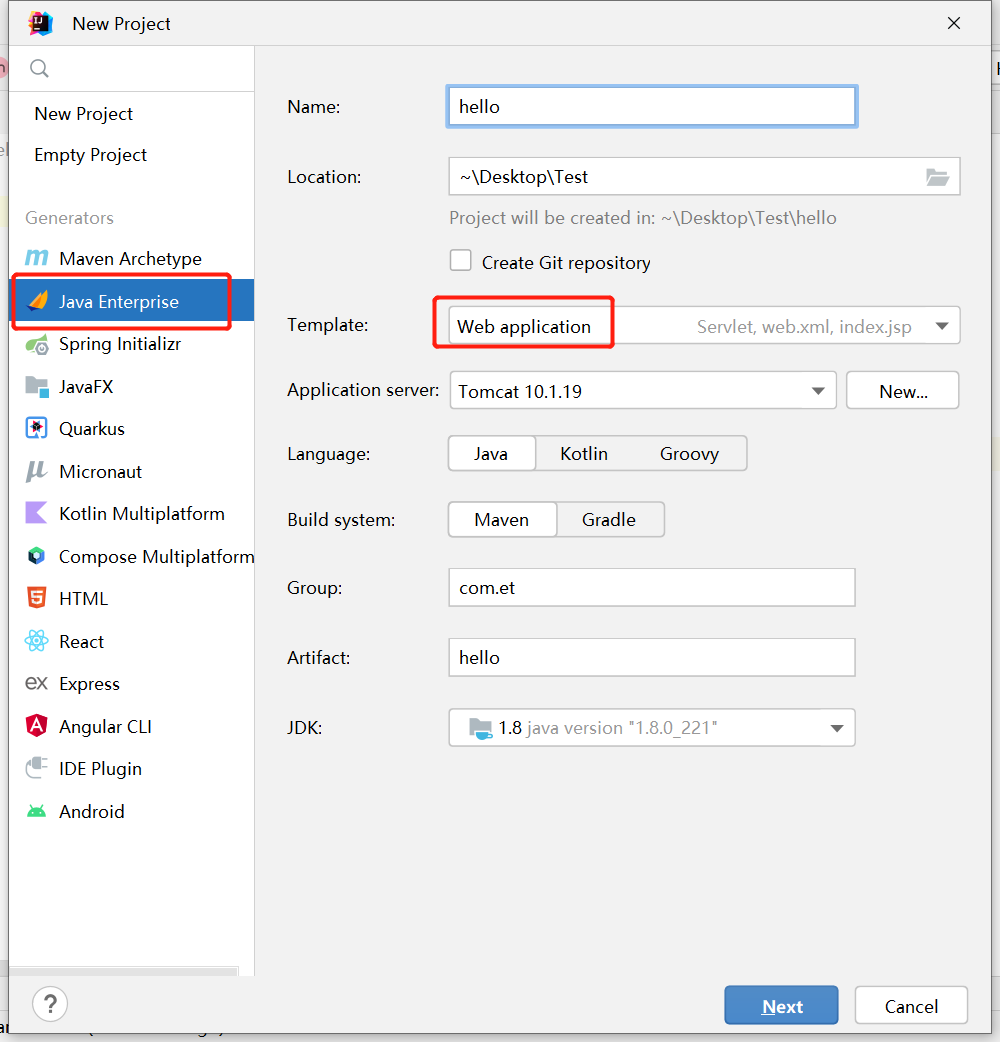 New Project
New Project
Empty Project
Generators
Maven Archetype
Java Enterprise
Spring Initializr
JavaFX
Quarkus
Micronaut
Kotlin Multiplatform
Compose Multiplatform
HTML
React
Express
Angular CLI
IDE Plugin
Android
Name: hello
Location: ~\Desktop\Test
Project will be created in: ~\Desktop\Test\hello
Create Git repository
Template: Web application Servlet, web.xml, index.jsp
Application server: Tomcat 10.1.19 New...
Language: Java Kotlin Groovy
Build system: Maven Gradle
Group: com.et
Artifact: hello
JDK: 1.8 java version "1.8.0_221"
? Next Cancel